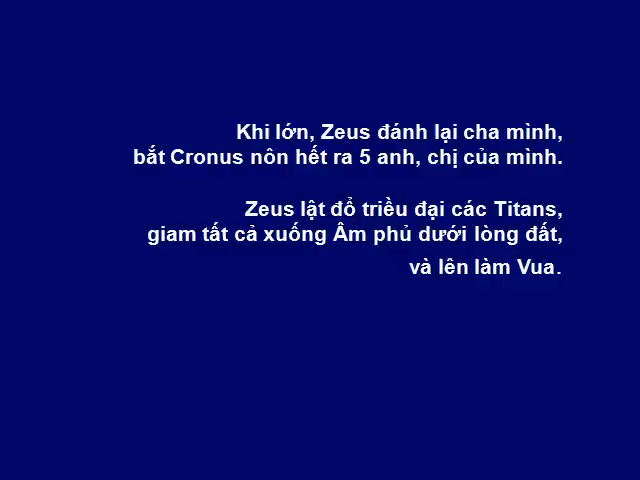 Khi lớn, Zeus đánh lại cha mình,
bắt Cronus nôn hết ra 5 anh, chị của mình.
Zeus lật đổ triều đại các Titans,
giam tất cả xuống Âm phủ dưới lòng đất,
và lên làm Vua.